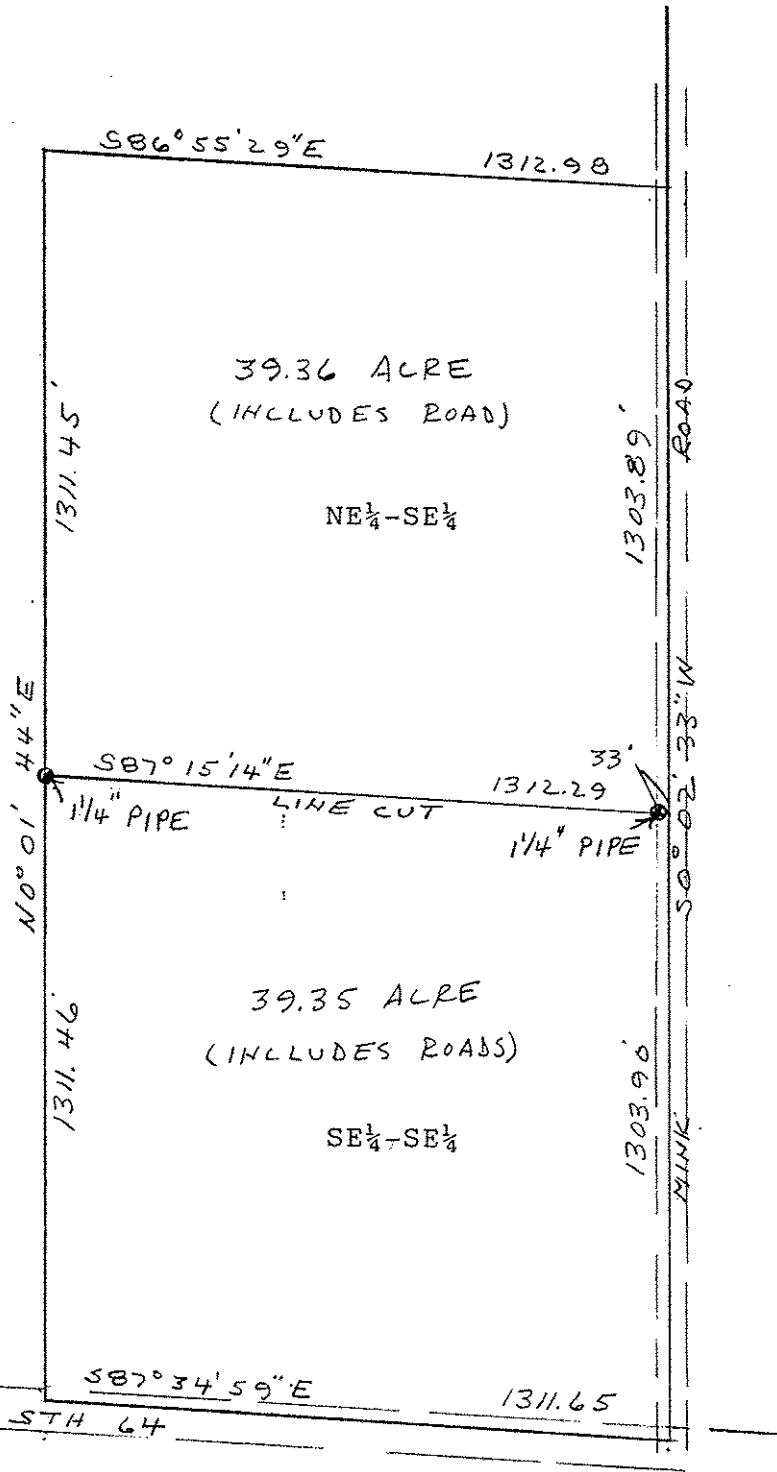 S86° 55' 29" E 1312.98
39.36 ACRE
(INCLUDES ROAD)
NE¼-SE¼
1311.45'
1303.89'
ROAD
N0° 01' 44" E
S0° 02' 33" W
S87° 15' 14" E 1312.29
33'
LINE CUT
1¼" PIPE
1¼" PIPE
39.35 ACRE
(INCLUDES ROADS)
SE¼-SE¼
1311.46'
1303.90'
MINK
S87° 34' 59" E 1311.65
STH 64